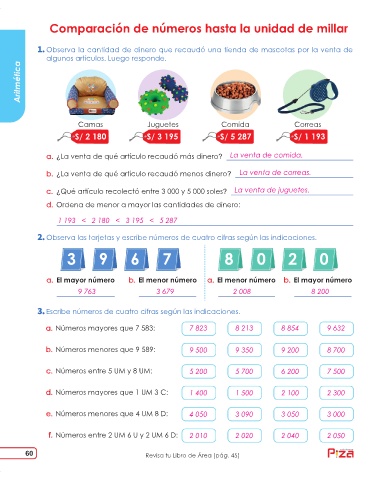 Comparación de números hasta la unidad de millar
Aritmética
1. Observa la cantidad de dinero que recaudó una tienda de mascotas por la venta de
algunos artículos. Luego responde.
Camas Juguetes Comida Correas
S/ 2 180 S/ 3 195 S/ 5 287 S/ 1 193
a. ¿La venta de qué artículo recaudó más dinero? La venta de comida.
b. ¿La venta de qué artículo recaudó menos dinero? La venta de correas.
c. ¿Qué artículo recolectó entre 3 000 y 5 000 soles? La venta de juguetes.
d. Ordena de menor a mayor las cantidades de dinero:
1 193 < 2 180 < 3 195 < 5 287
2. Observa las tarjetas y escribe números de cuatro cifras según las indicaciones.
3 9 6 7 8 0 2 0
a. El mayor número b. El menor número a. El menor número b. El mayor número
9 763 3 679 2 008 8 200
3. Escribe números de cuatro cifras según las indicaciones.
a. Números mayores que 7 583: 7 823 8 213 8 854 9 632
b. Números menores que 9 589: 9 500 9 350 9 200 8 700
c. Números entre 5 UM y 8 UM: 5 200 5 700 6 200 7 500
d. Números mayores que 1 UM 3 C: 1 400 1 500 2 100 2 300
e. Números menores que 4 UM 8 D: 4 050 3 090 3 050 3 000
f. Números entre 2 UM 6 U y 2 UM 6 D: 2 010 2 020 2 040 2 050
60
Revisa tu Libro de Área (pág. 45)
Piza